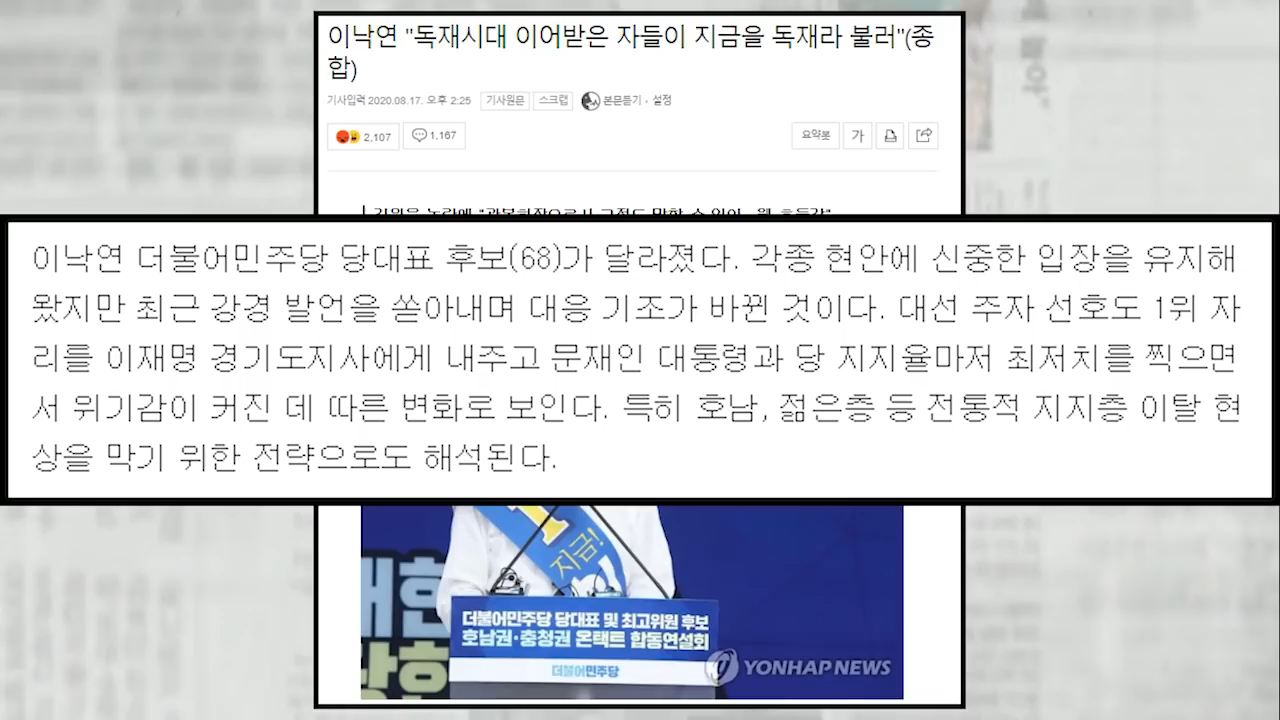 이낙연 "독재시대 이어받은 자들이 지금을 독재라 불러"(종
합)
기사입력 2020.08.17. 오후 2:25 기사원문 스크랩 본문듣기 · 설정
2,107 1,167 요약봇 가
이낙연 더불어민주당 당대표 후보(68)가 달라졌다. 각종 현안에 신중한 입장을 유지해
왔지만 최근 강경 발언을 쏟아내며 대응 기조가 바뀐 것이다. 대선 주자 선호도 1위 자
리를 이재명 경기도지사에게 내주고 문재인 대통령과 당 지지율마저 최저치를 찍으면
서 위기감이 커진 데 따른 변화로 보인다. 특히 호남, 젊은층 등 전통적 지지층 이탈 현
상을 막기 위한 전략으로도 해석된다.
지금!
더불어민주당 당대표 및 최고위원 후보
호남권·충청권 온택트 합동연설회
더불어민주당
YONHAP NEWS